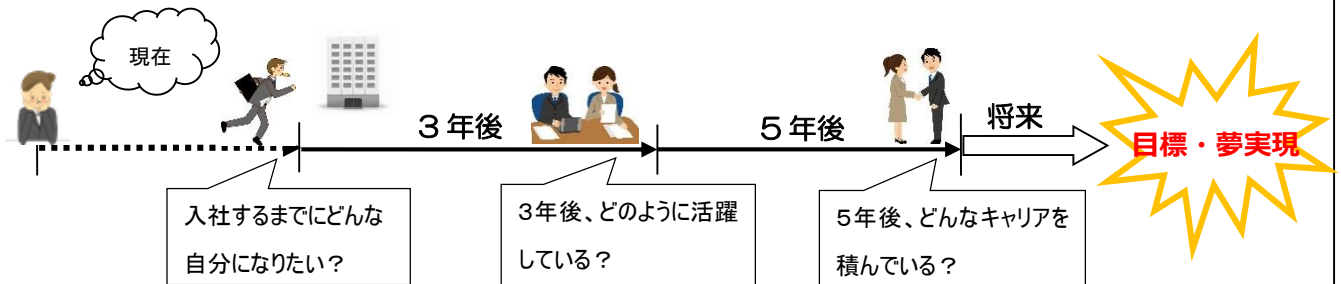 現在
3年後
5年後
将来
目標・夢実現
入社するまでにどんな
自分になりたい？
3年後、どのように活躍
している？
5年後、どんなキャリアを
積んでいる？